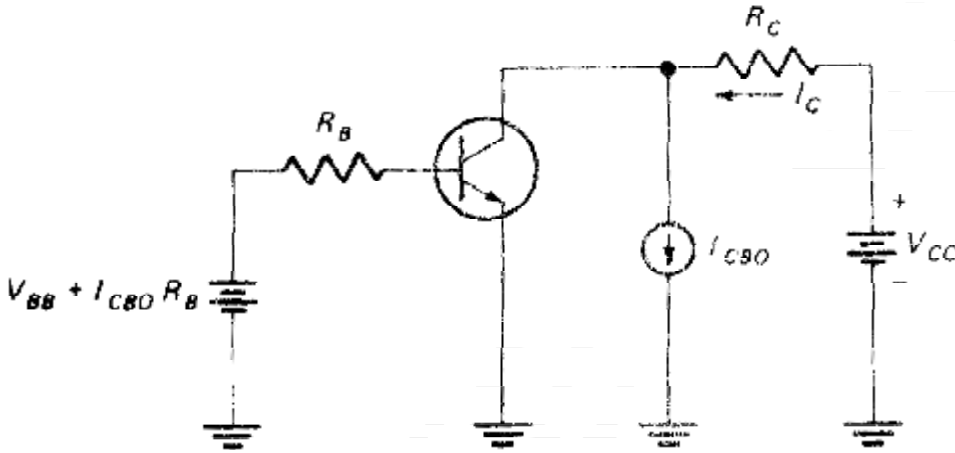 R_C
I_C
R_B
I_CBO
+
V_CC
−
V_BB + I_CBO R_B